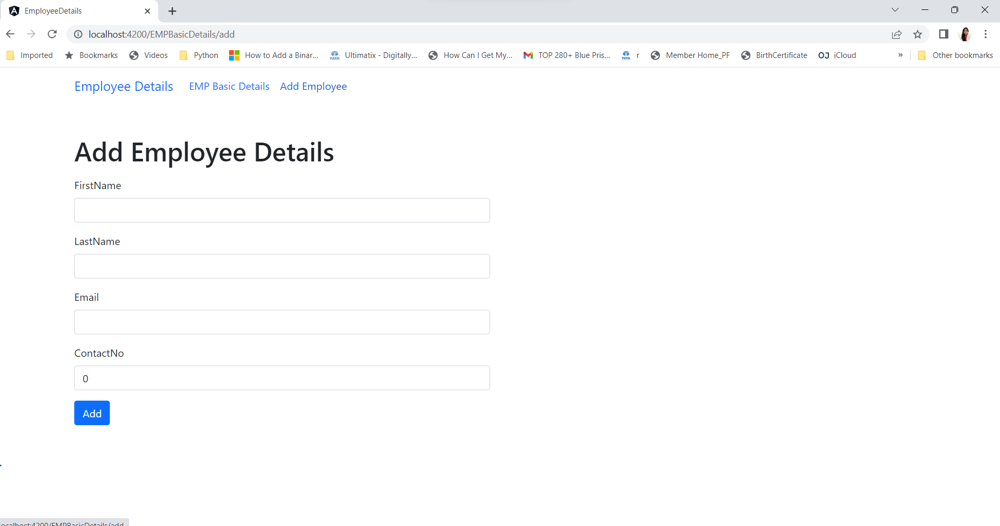 EmployeeDetails
localhost:4200/EMPBasicDetails/add
Imported Bookmarks Videos Python How to Add a Binar... Ultimatix - Digitally... How Can I Get My... TOP 280+ Blue Pris... r Member Home_PF BirthCertificate iCloud » Other bookmarks
Employee Details EMP Basic Details Add Employee
Add Employee Details
FirstName
LastName
Email
ContactNo
0
Add
>
localhost:4200/EMPBasicDetails/add